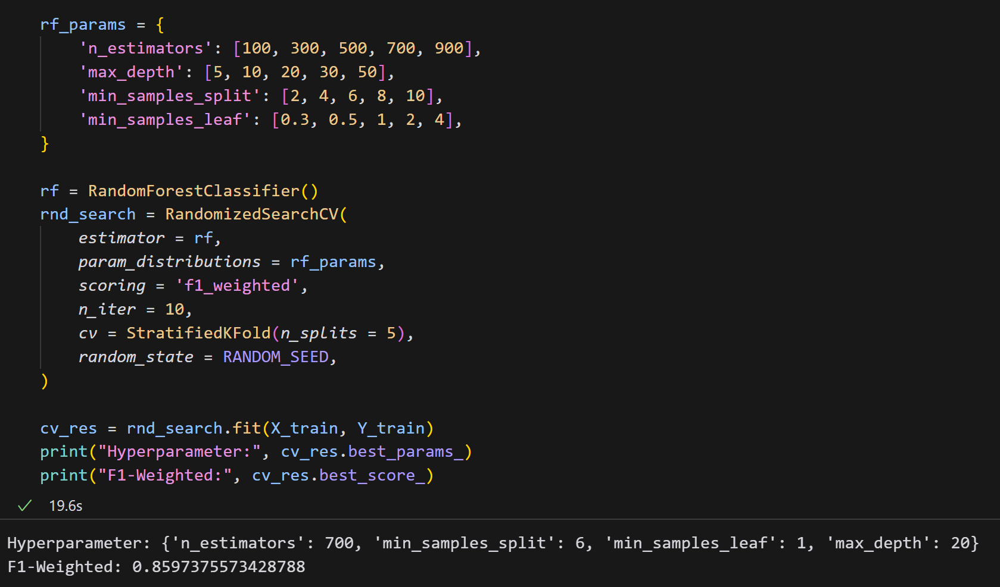 rf_params = {
    'n_estimators': [100, 300, 500, 700, 900],
    'max_depth': [5, 10, 20, 30, 50],
    'min_samples_split': [2, 4, 6, 8, 10],
    'min_samples_leaf': [0.3, 0.5, 1, 2, 4],
}

rf = RandomForestClassifier()
rnd_search = RandomizedSearchCV(
    estimator = rf,
    param_distributions = rf_params,
    scoring = 'f1_weighted',
    n_iter = 10,
    cv = StratifiedKFold(n_splits = 5),
    random_state = RANDOM_SEED,
)

cv_res = rnd_search.fit(X_train, Y_train)
print("Hyperparameter:", cv_res.best_params_)
print("F1-Weighted:", cv_res.best_score_)
✓ 19.6s
Hyperparameter: {'n_estimators': 700, 'min_samples_split': 6, 'min_samples_leaf': 1, 'max_depth': 20}
F1-Weighted: 0.8597375573428788